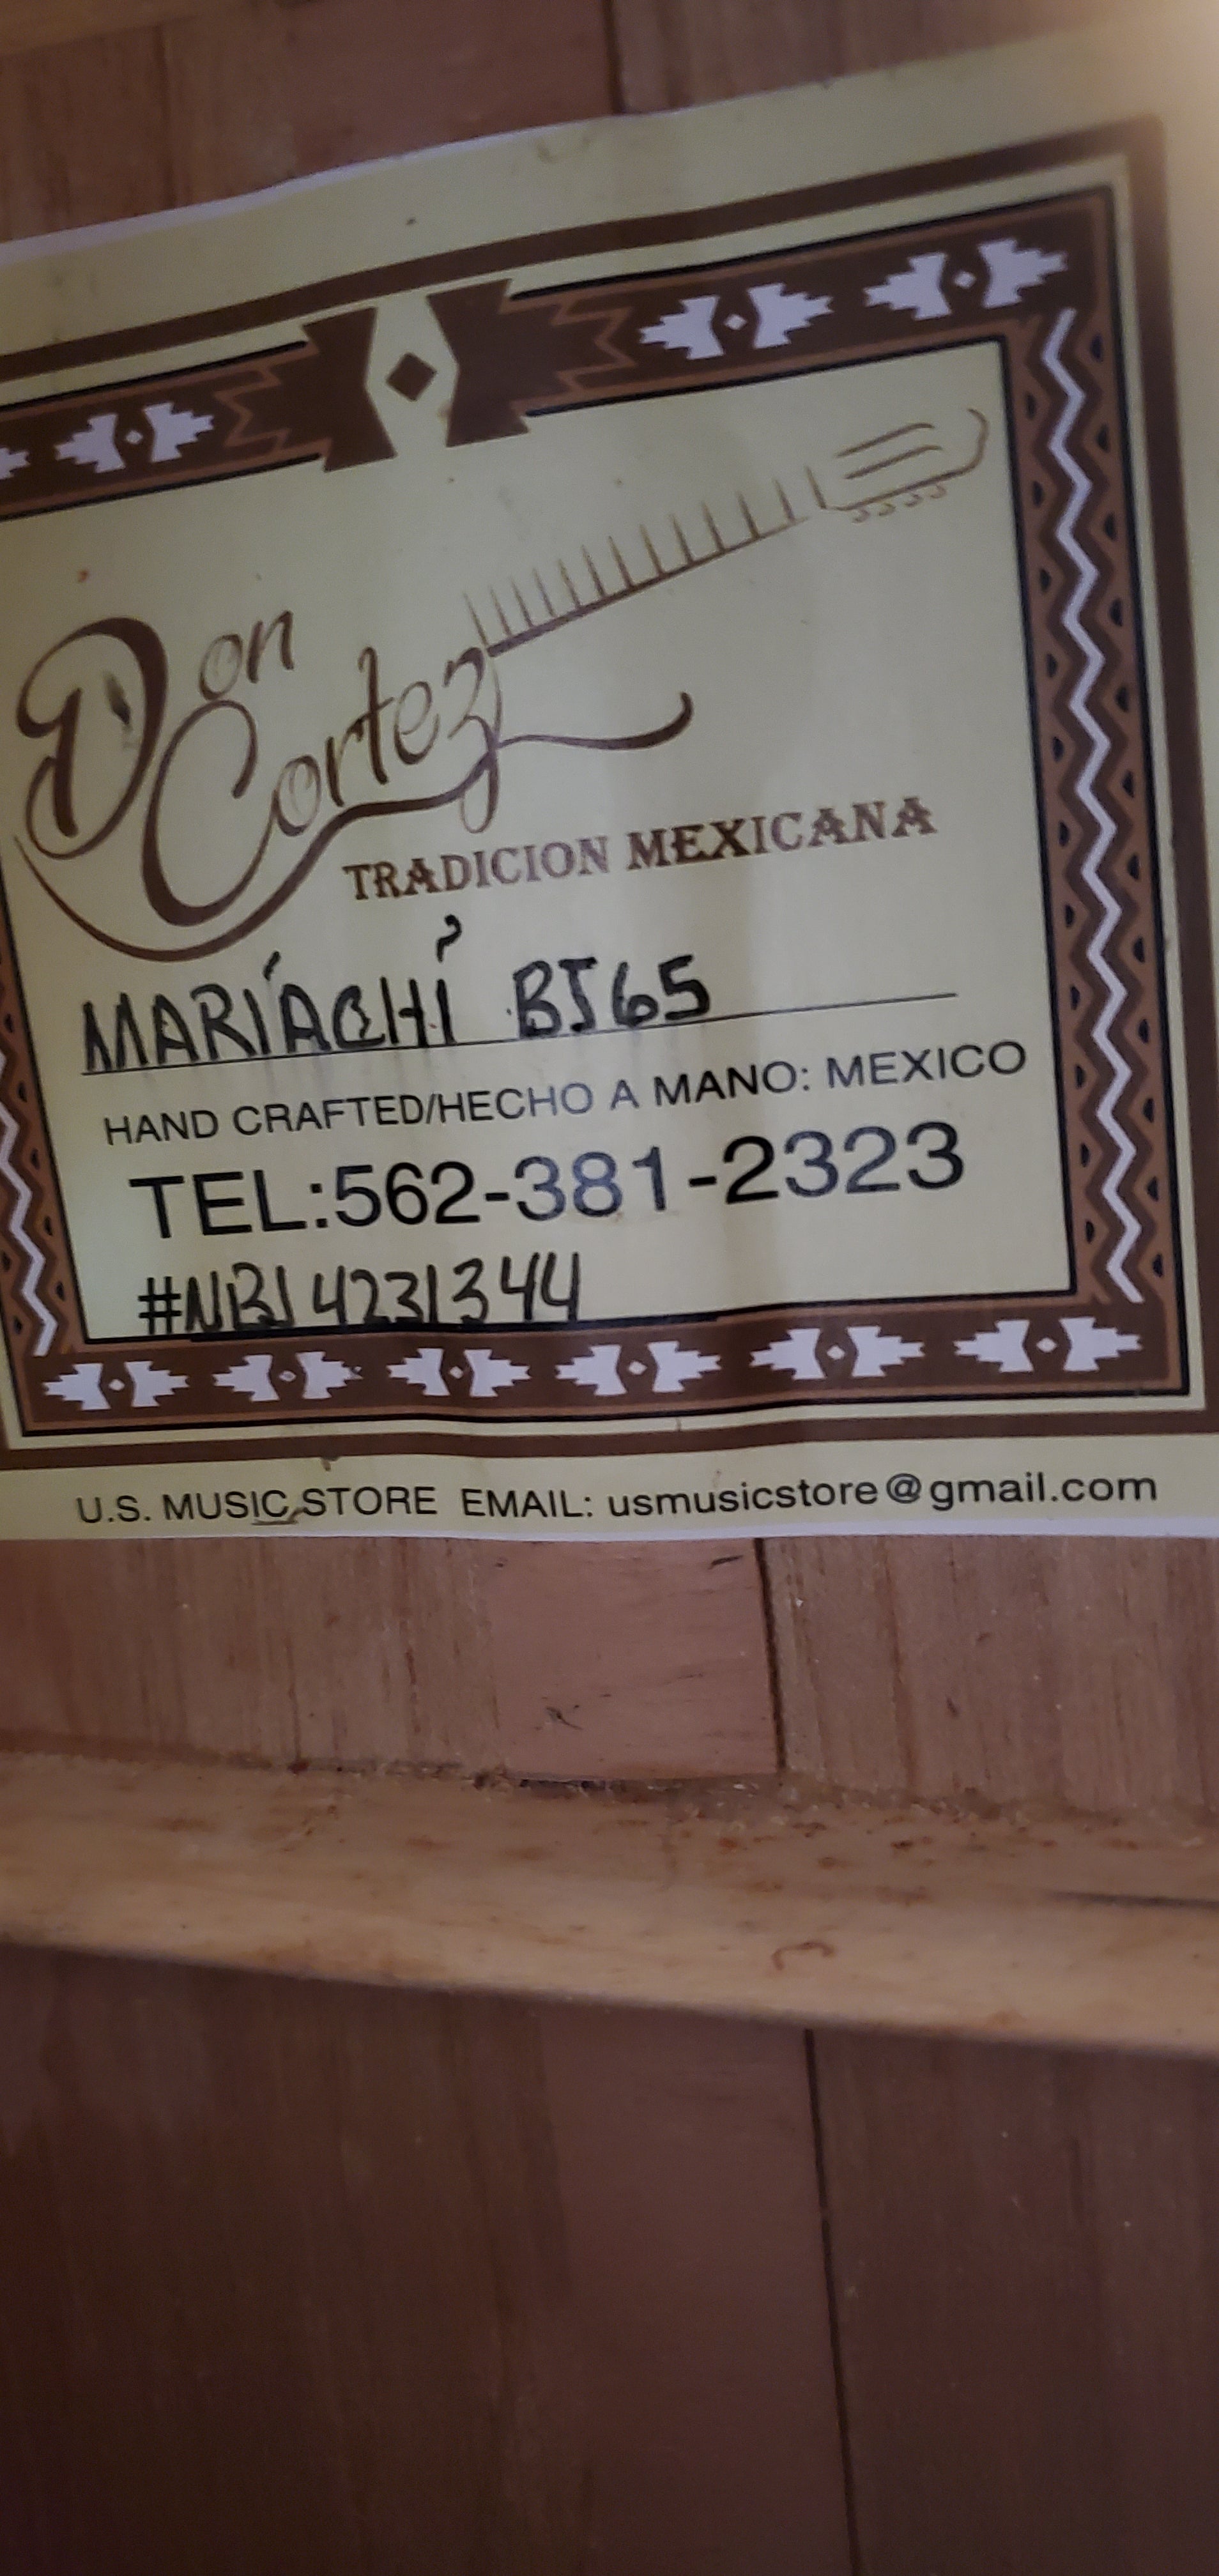 Don
Cortez
TRADICION MEXICANA
MARÍACHÍ BJ65
HAND CRAFTED/HECHO A MANO: MEXICO
TEL:562-381-2323
#NBJ4231344
U.S. MUSIC STORE EMAIL: usmusicstore@gmail.com